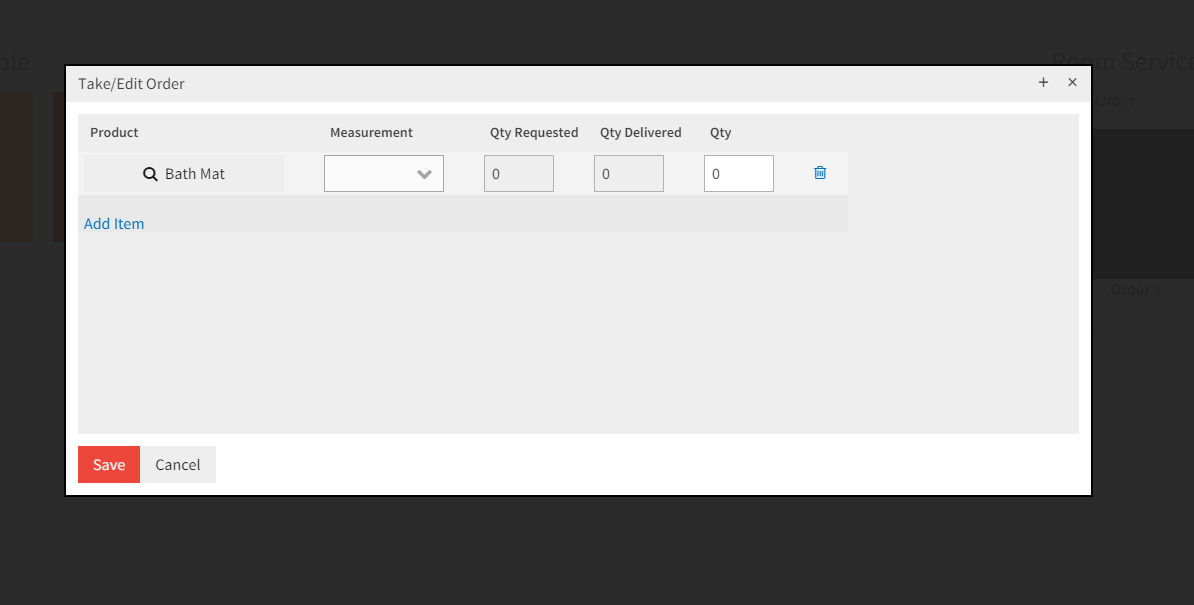 ole
Room Service
Take/Edit Order
+ ×
Order
Product Measurement Qty Requested Qty Delivered Qty
Bath Mat 0 0 0
Add Item
Order 1
Save Cancel